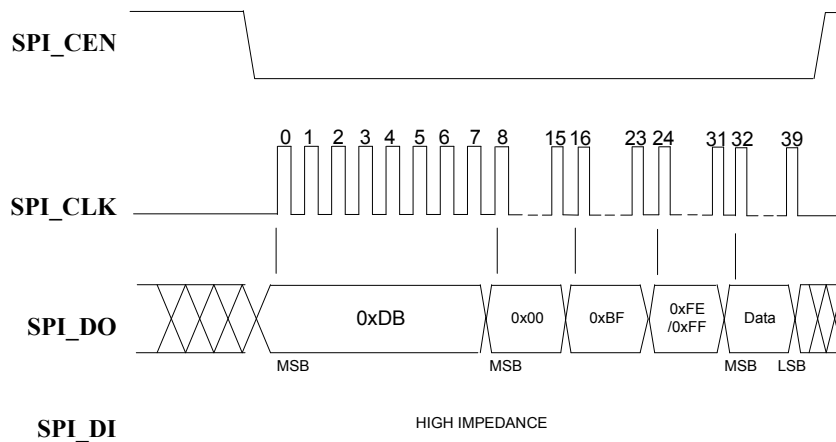 SPI_CEN
0 1 2 3 4 5 6 7 8 15 16 23 24 31 32 39
SPI_CLK
SPI_DO
0xDB
0x00
0xBF
0xFE
/0xFF
Data
MSB MSB MSB LSB
SPI_DI
HIGH IMPEDANCE